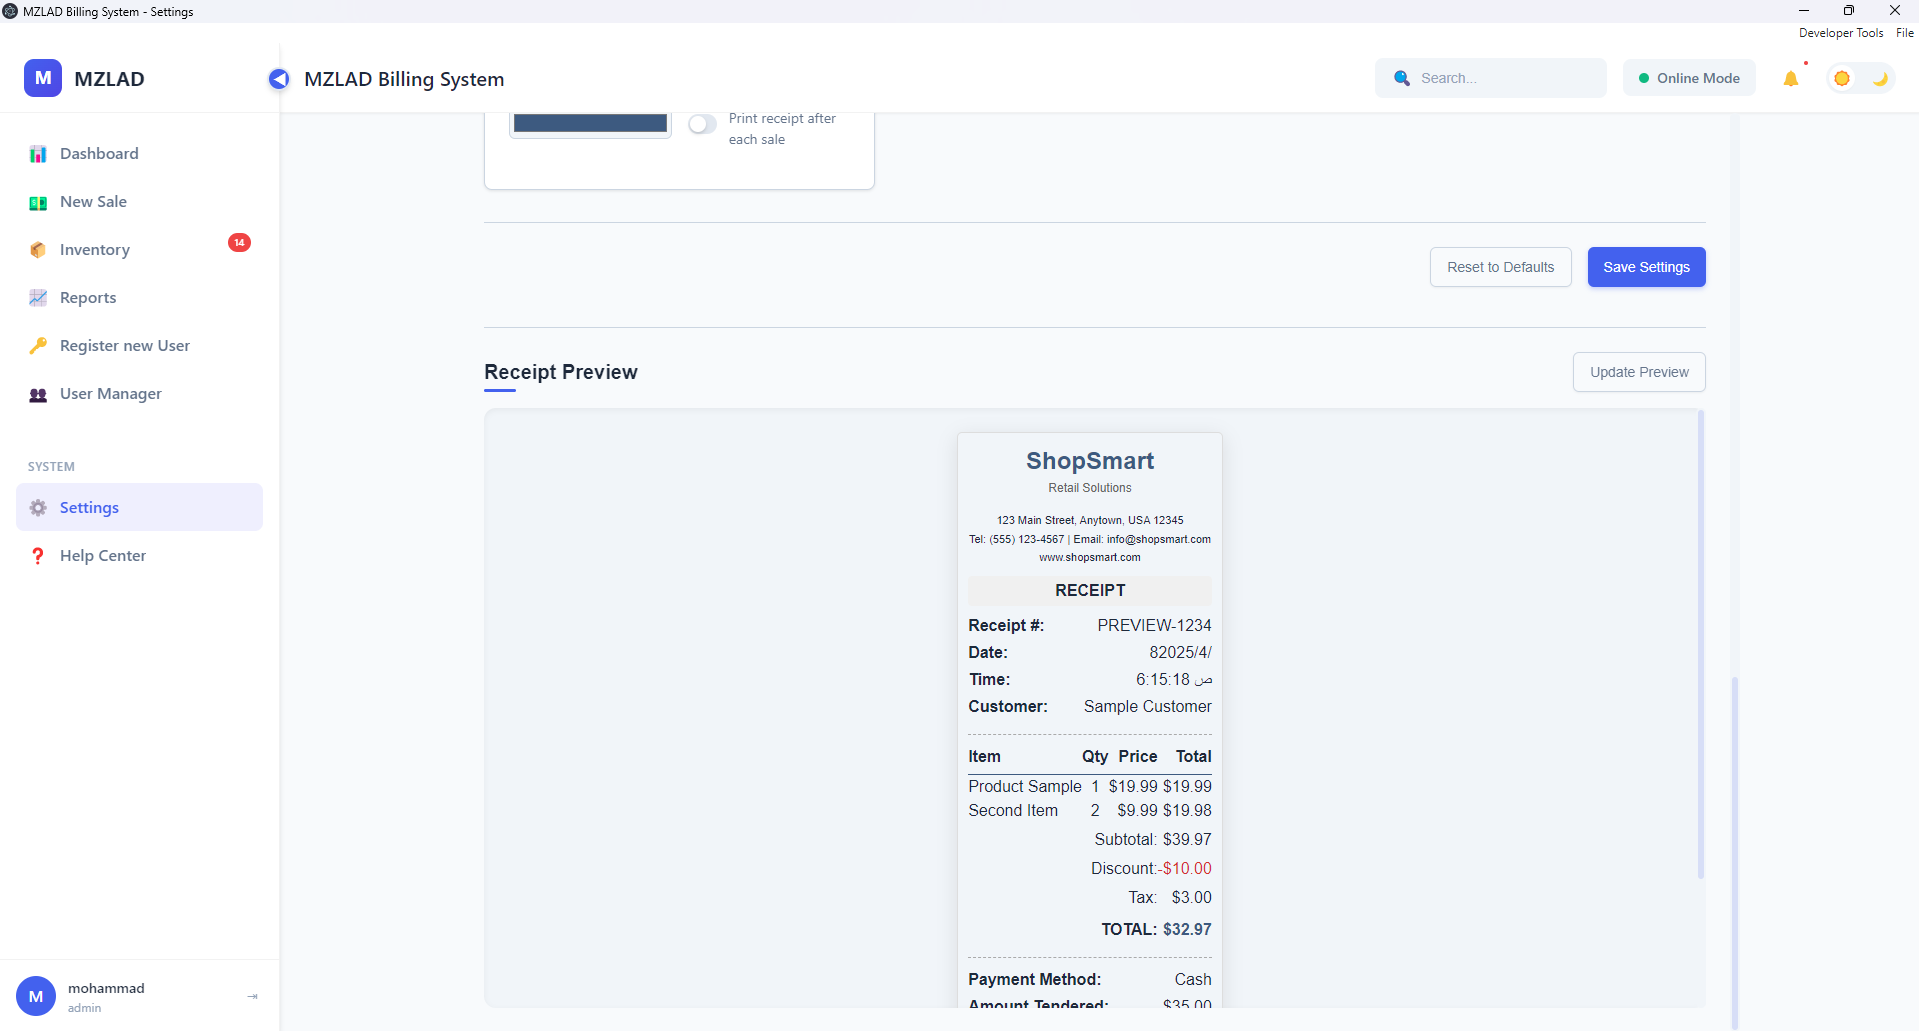 MZLAD Billing System - Settings
Developer Tools File
M MZLAD
MZLAD Billing System
Search...
Online Mode
Dashboard
New Sale
Inventory 14
Reports
Register new User
User Manager
SYSTEM
Settings
Help Center
M mohammad
admin
Print receipt after
each sale
Reset to Defaults
Save Settings
Receipt Preview
Update Preview
ShopSmart
Retail Solutions
123 Main Street, Anytown, USA 12345
Tel: (555) 123-4567 | Email: info@shopsmart.com
www.shopsmart.com
RECEIPT
Receipt #: PREVIEW-1234
Date: 82025/4/
Time: 6:15:18 ص
Customer: Sample Customer
Item Qty Price Total
Product Sample 1 $19.99 $19.99
Second Item 2 $9.99 $19.98
Subtotal: $39.97
Discount:-$10.00
Tax: $3.00
TOTAL: $32.97
Payment Method: Cash
Amount Tendered: $35.00